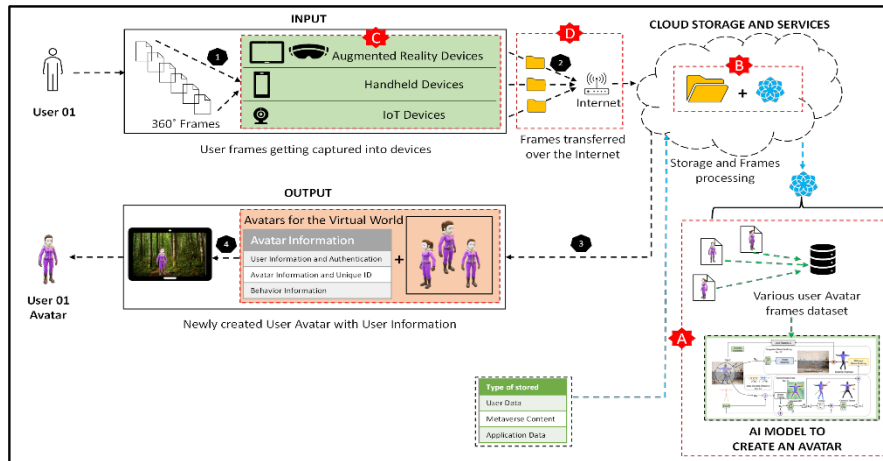 INPUT
CLOUD STORAGE AND SERVICES
C
D
B
1
2
Augmented Reality Devices
Handheld Devices
IoT Devices
Internet
+
User 01
360° Frames
User frames getting captured into devices
Frames transferred
over the Internet
Storage and Frames
processing
OUTPUT
Avatars for the Virtual World
Avatar Information
User Information and Authentication
Avatar Information and Unique ID
Behavior Information
+
4
3
User 01
Avatar
Newly created User Avatar with User Information
Various user Avatar
frames dataset
A
Type of stored
User Data
Metaverse Content
Application Data
AI MODEL TO
CREATE AN AVATAR